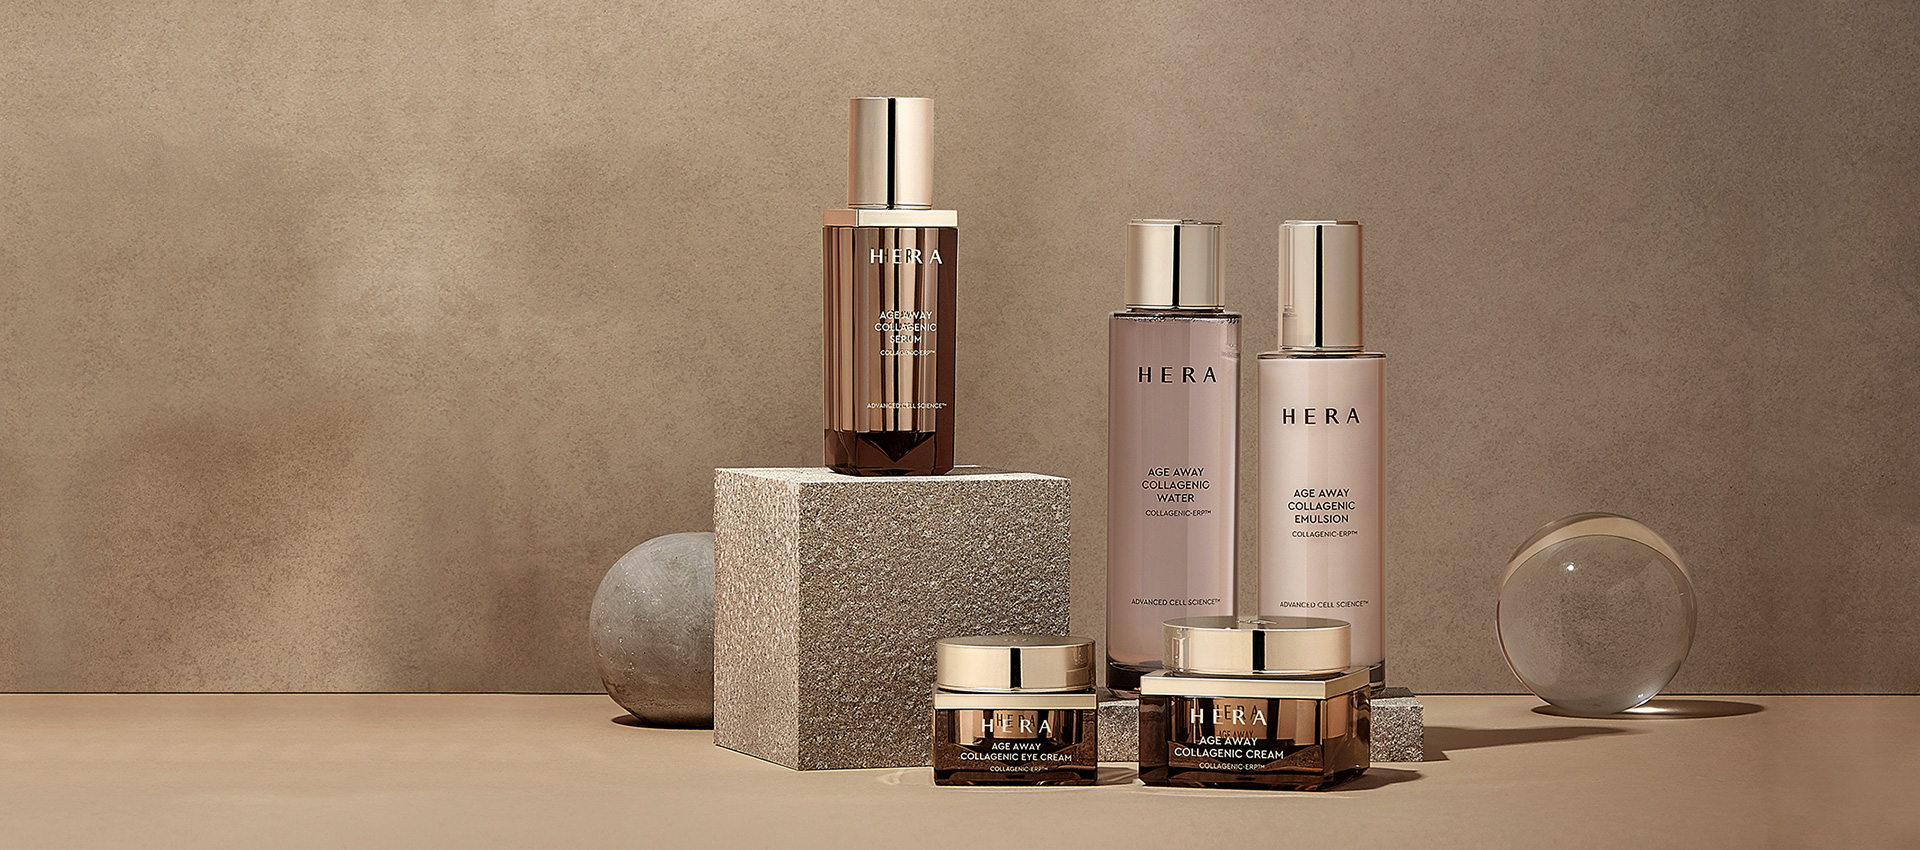 HERA
AGE AWAY
COLLAGENIC
SERUM
COLLAGENIC-ERP™
ADVANCED CELL SCIENCE™
HERA
AGE AWAY
COLLAGENIC
WATER
COLLAGENIC-ERP™
ADVANCED CELL SCIENCE™
HERA
AGE AWAY
COLLAGENIC
EMULSION
COLLAGENIC-ERP™
ADVANCED CELL SCIENCE™
HERA
AGE AWAY
COLLAGENIC EYE CREAM
COLLAGENIC-ERP™
HERA
AGE AWAY
COLLAGENIC CREAM
COLLAGENIC-ERP™